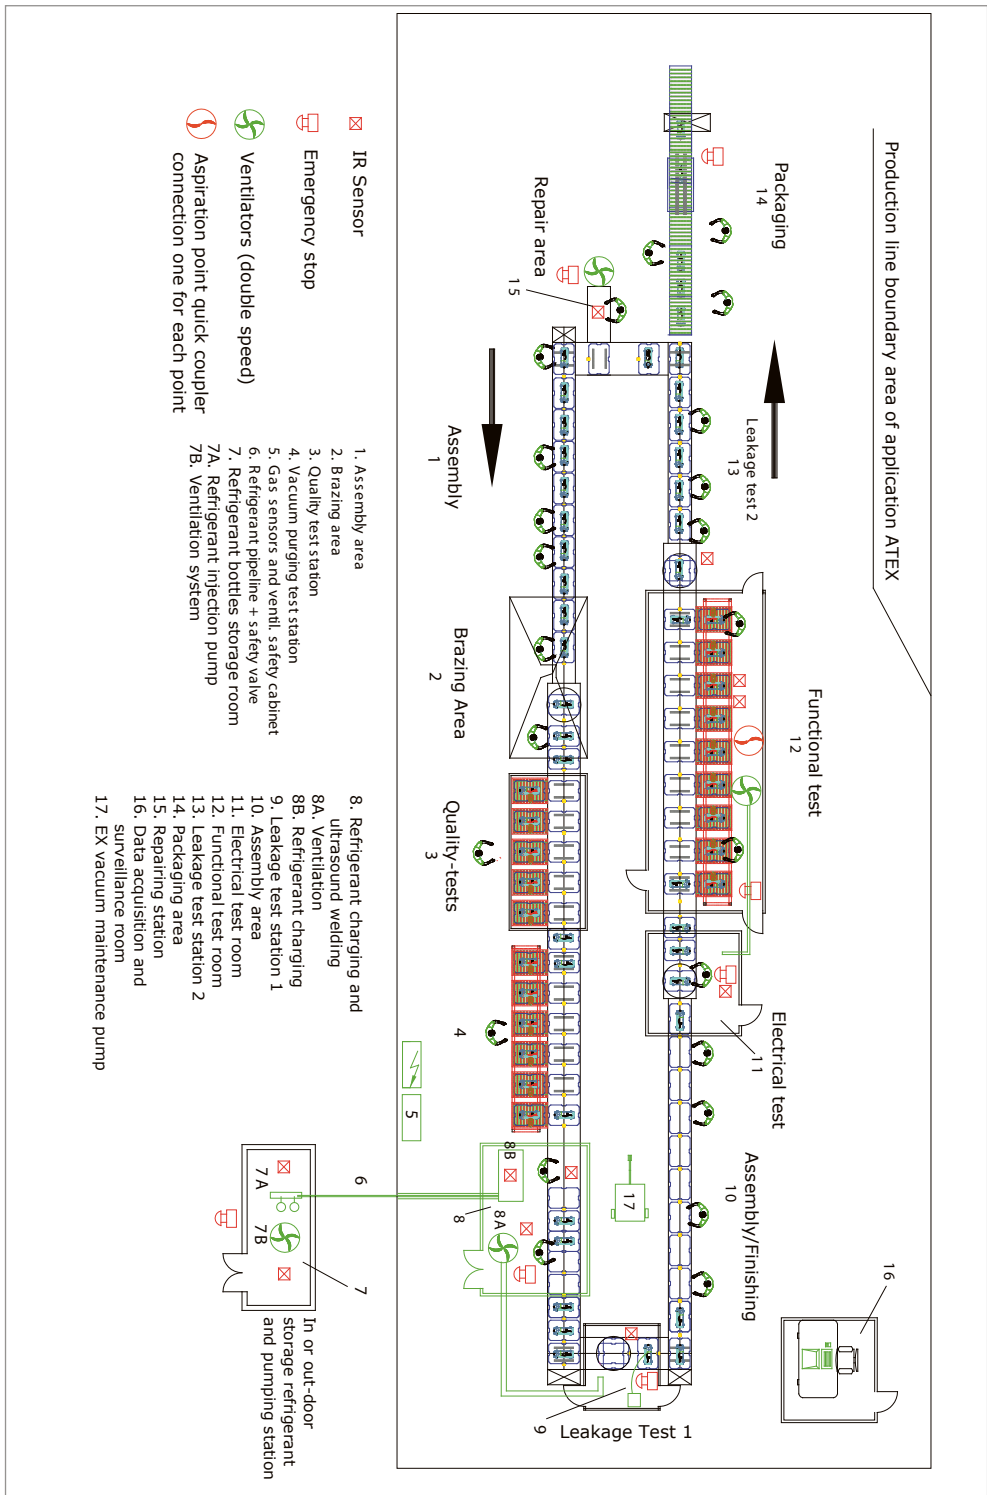 Production line boundary area of application ATEX
Packaging
14
Leakage test 2
13
Functional test
12
Electrical test
11
Assembly/Finishing
10
16
Repair area
15
17
Leakage Test 1
9
Assembly
1
Brazing Area
2
Quality-tests
3
4
5
8B
8A
8
6
7A
7B
7
In or out-door
storage refrigerant
and pumping station
IR Sensor
Emergency stop
Ventilators (double speed)
Aspiration point quick coupler
connection one for each point
1. Assembly area
2. Brazing area
3. Quality test station
4. Vacuum purging test station
5. Gas sensors and ventil. safety cabinet
6. Refrigerant pipeline + safety valve
7. Refrigrant botles storage room
7A. Refrigerant injection pump
7B. Ventilation system
8. Refrigerant charging and
ultrasound welding
8A. Ventilation
8B. Refrigerant charging
9. Leakage test station 1
10. Assembly area
11. Electrical test room
12. Functional test room
13. Leakage test station 2
14. Packaging area
15. Repairing station
16. Data acquisition and
surveillance room
17. EX vacuum maintenance pump